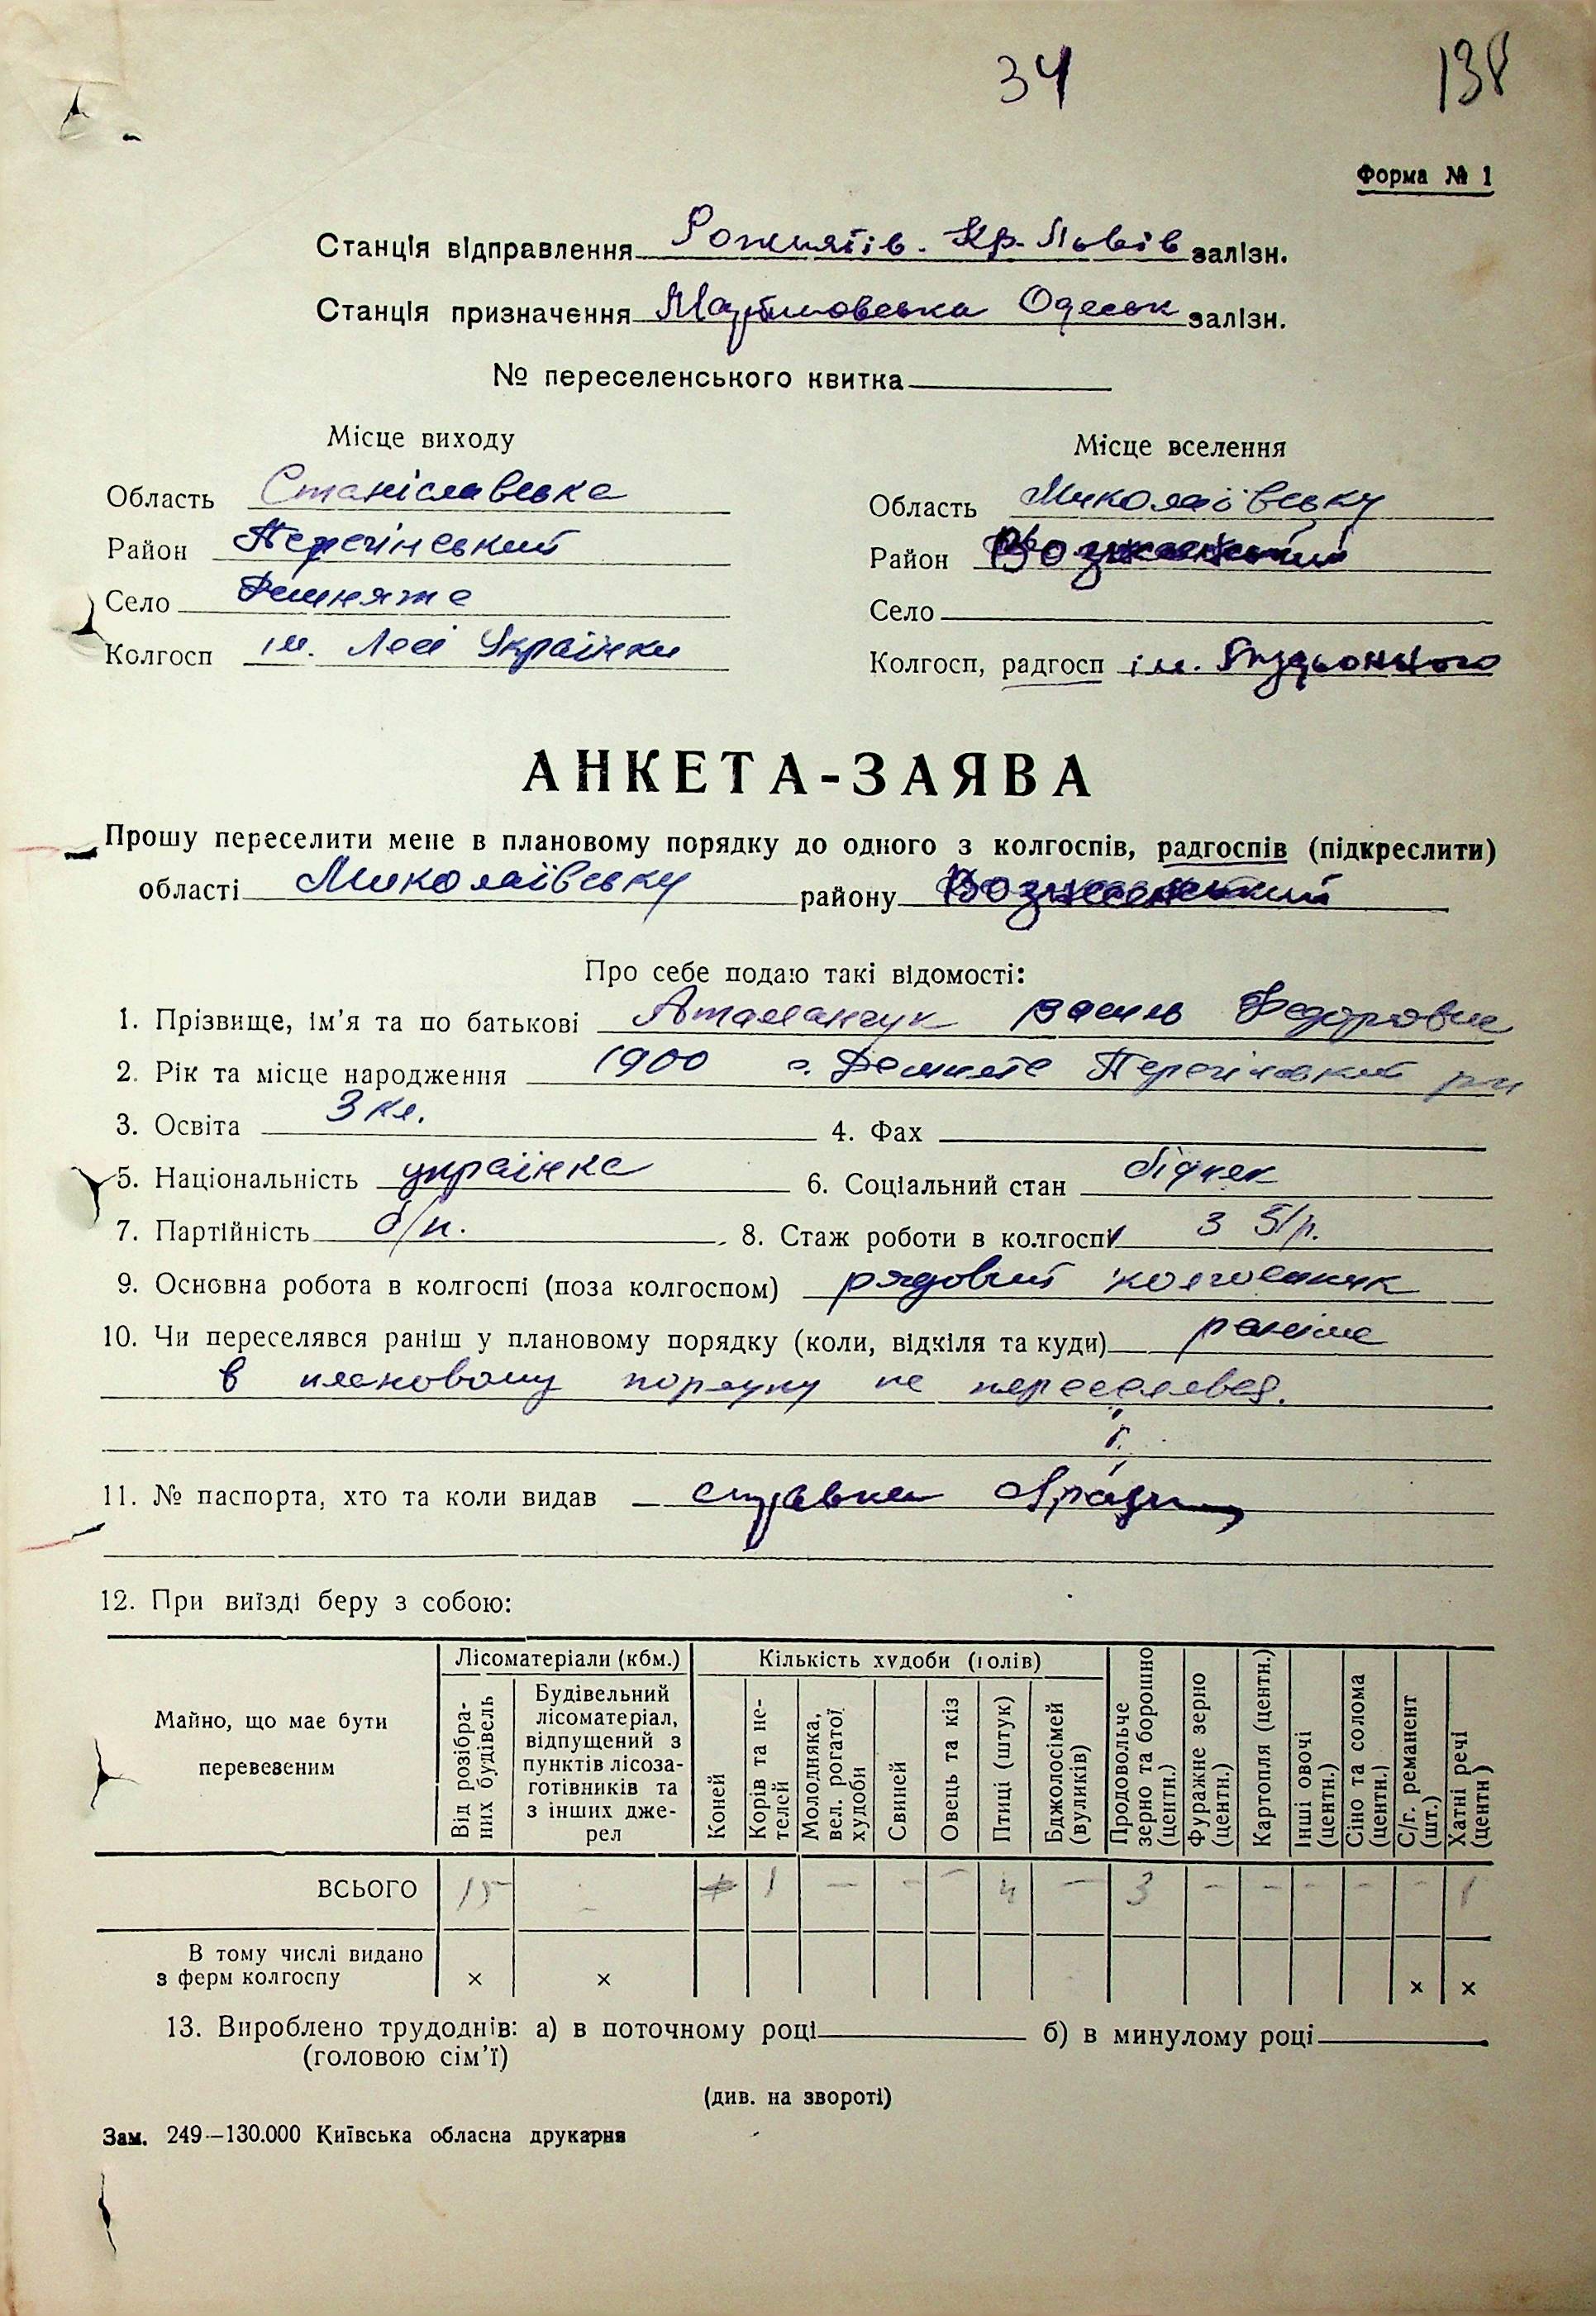 34 138
Форма № 1
Станція відправлення Рожнятів. Кр. Львів залізн.
Станція призначення Мартиновська Одеськ залізн.
№ переселенського квитка
Місце виходу
Місце вселення
Область Станіславська
Область Миколаївську
Район Перегінський
Район Вознесенський
Село
Село
Колгосп ім. Лесі Українки
Колгосп, радгосп ім. Будьонного
АНКЕТА-ЗАЯВА
Прошу переселити мене в плановому порядку до одного з колгоспів, радгоспів (підкреслити)
області Миколаївську району Вознесенський
Про себе подаю такі відомості:
1. Прізвище, ім'я та по батькові Атаманчук Василь Федорович
2. Рік та місце народження 1900 с. Перегінський р-н
3. Освіта 3 кл. 4. Фах
5. Національність українка 6. Соціальний стан бідняк
7. Партійність б/п. 8. Стаж роботи в колгоспі з 51р.
9. Основна робота в колгоспі (поза колгоспом) рядовий колгоспник
10. Чи переселявся раніш у плановому порядку (коли, відкіля та куди) раніше
в плановому порядку не переселявся.
11. № паспорта, хто та коли видав – справка
12. При виїзді беру з собою:
Майно, що має бути перевезеним
Лісоматеріали (кбм.)
Кількість худоби (голів)
Від розібраних будівель
Будівельний лісоматеріал, відпущений з пунктів лісозаготівників та з інших джерел
Коней
Корів та нетелей
Молодняка, вел. рогатої худоби
Свиней
Овець та кіз
Птиці (штук)
Бджолосімей (вуликів)
Продовольче зерно та борошно (центн.)
Фуражне зерно (центн.)
Картопля (центн.)
Інші овочі (центн.)
Сіно та солома (центн.)
С/г. реманент (шт.)
Хатні речі (центн)
ВСЬОГО 15 – 1 – – – 4 – 3 – – – – – 1
В тому числі видано
з ферм колгоспу × × × ×
13. Вироблено трудоднів: а) в поточному році б) в минулому році
(головою сім'ї)
(див. на звороті)
Зам. 249—130.000 Київська обласна друкарня